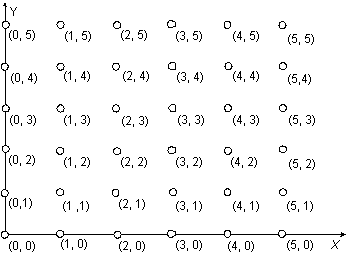 Y
(0, 5) (1, 5) (2, 5) (3, 5) (4, 5) (5, 5)
(0, 4) (1, 4) (2, 4) (3, 4) (4, 4) (5,4)
(0, 3) (1, 3) (2, 3) (3, 3) (4, 3) (5, 3)
(0, 2) (1, 2) (2, 2) (3, 2) (4, 2) (5, 2)
(0,1) (1 ,1) (2, 1) (3, 1) (4, 1) (5, 1)
(0, 0) (1, 0) (2, 0) (3, 0) (4, 0) (5, 0) X